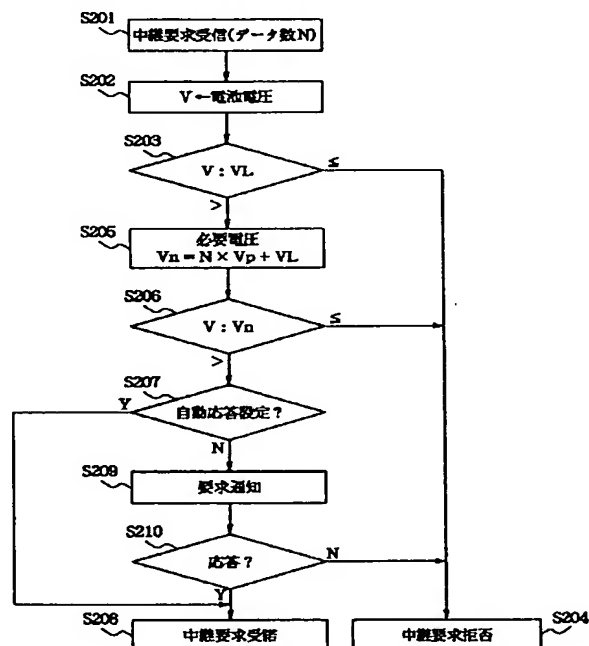 S201
中継要求受信(データ数N)
S202
V←電池電圧
S203
V : VL
≤
>
S205
必要電圧
Vn = N × Vp + VL
S206
V : Vn
≤
>
S207
Y
自動応答設定?
N
S209
要求通知
S210
応答?
N
Y
S208
中継要求受諾
S204
中継要求拒否